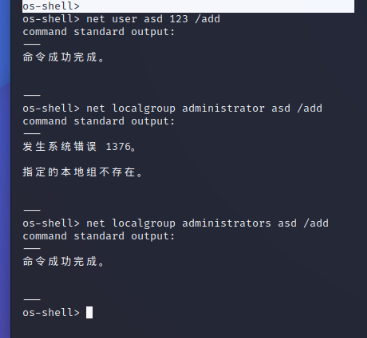 os-shell>
os-shell> net user asd 123 /add
command standard output:
---
命令成功完成。
---
os-shell> net localgroup administrator asd /add
command standard output:
---
发生系统错误 1376。
指定的本地组不存在。
---
os-shell> net localgroup administrators asd /add
command standard output:
---
命令成功完成。
---
os-shell>